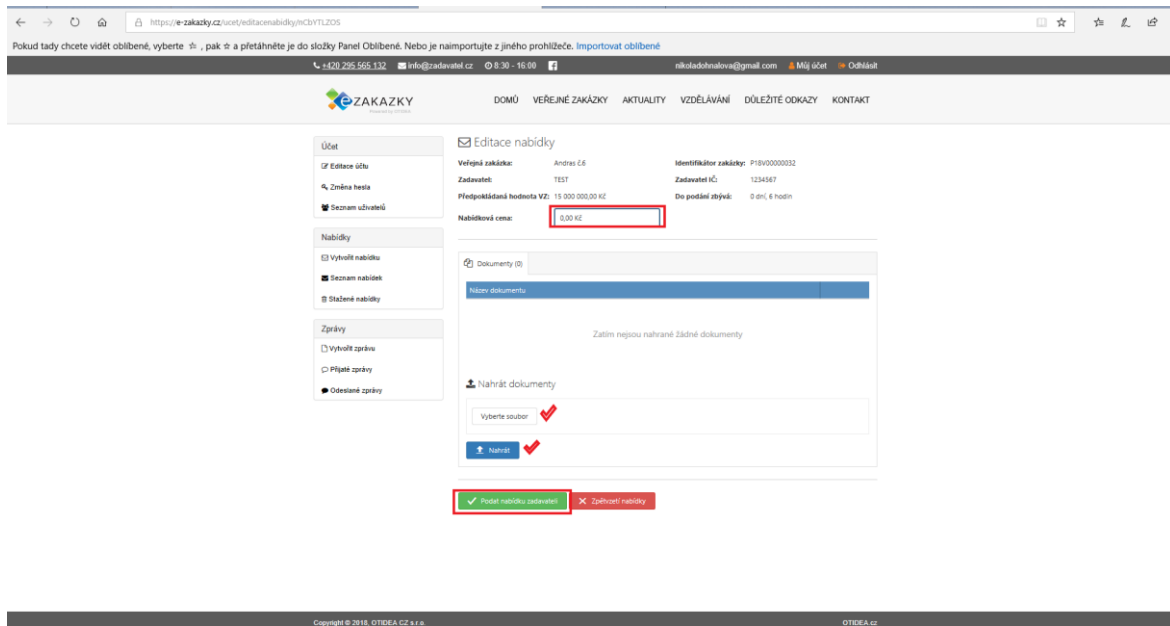 https://e-zakazky.cz/ucet/editacenabidky/nCbYTLZOS
Pokud tady chcete vidět oblíbené, vyberte ☆ , pak ☆ a přetáhněte je do složky Panel Oblíbené. Nebo je naimportujte z jiného prohlížeče. Importovat oblíbené
+420 295 565 132 info@zadavatel.cz 8:30 - 16:00 nikoladohnalova@gmail.com Můj účet Odhlásit
eZAKAZKY DOMŮ VEŘEJNÉ ZAKÁZKY AKTUALITY VZDĚLÁVÁNÍ DŮLEŽITÉ ODKAZY KONTAKT
Účet
Editace účtu
Změna hesla
Seznam uživatelů
Nabídky
Vytvořit nabídku
Seznam nabídek
Stažené nabídky
Zprávy
Vytvořit zprávu
Přijaté zprávy
Odeslané zprávy
Editace nabídky
Veřejná zakázka: Andras č.6 Identifikátor zakázky: P18V00000032
Zadavatel: TEST Zadavatel IČ: 1234567
Předpokládaná hodnota VZ: 15 000 000,00 Kč Do podání zbývá: 0 dní, 6 hodin
Nabídková cena: 0,00 Kč
Dokumenty (0)
Název dokumentu
Zatím nejsou nahrané žádné dokumenty
Nahrát dokumenty
Vyberte soubor
Nahrát
Podat nabídku zadavateli Zpětvzetí nabídky
Copyright © 2018, OTIDEA CZ s.r.o. OTIDEA.cz